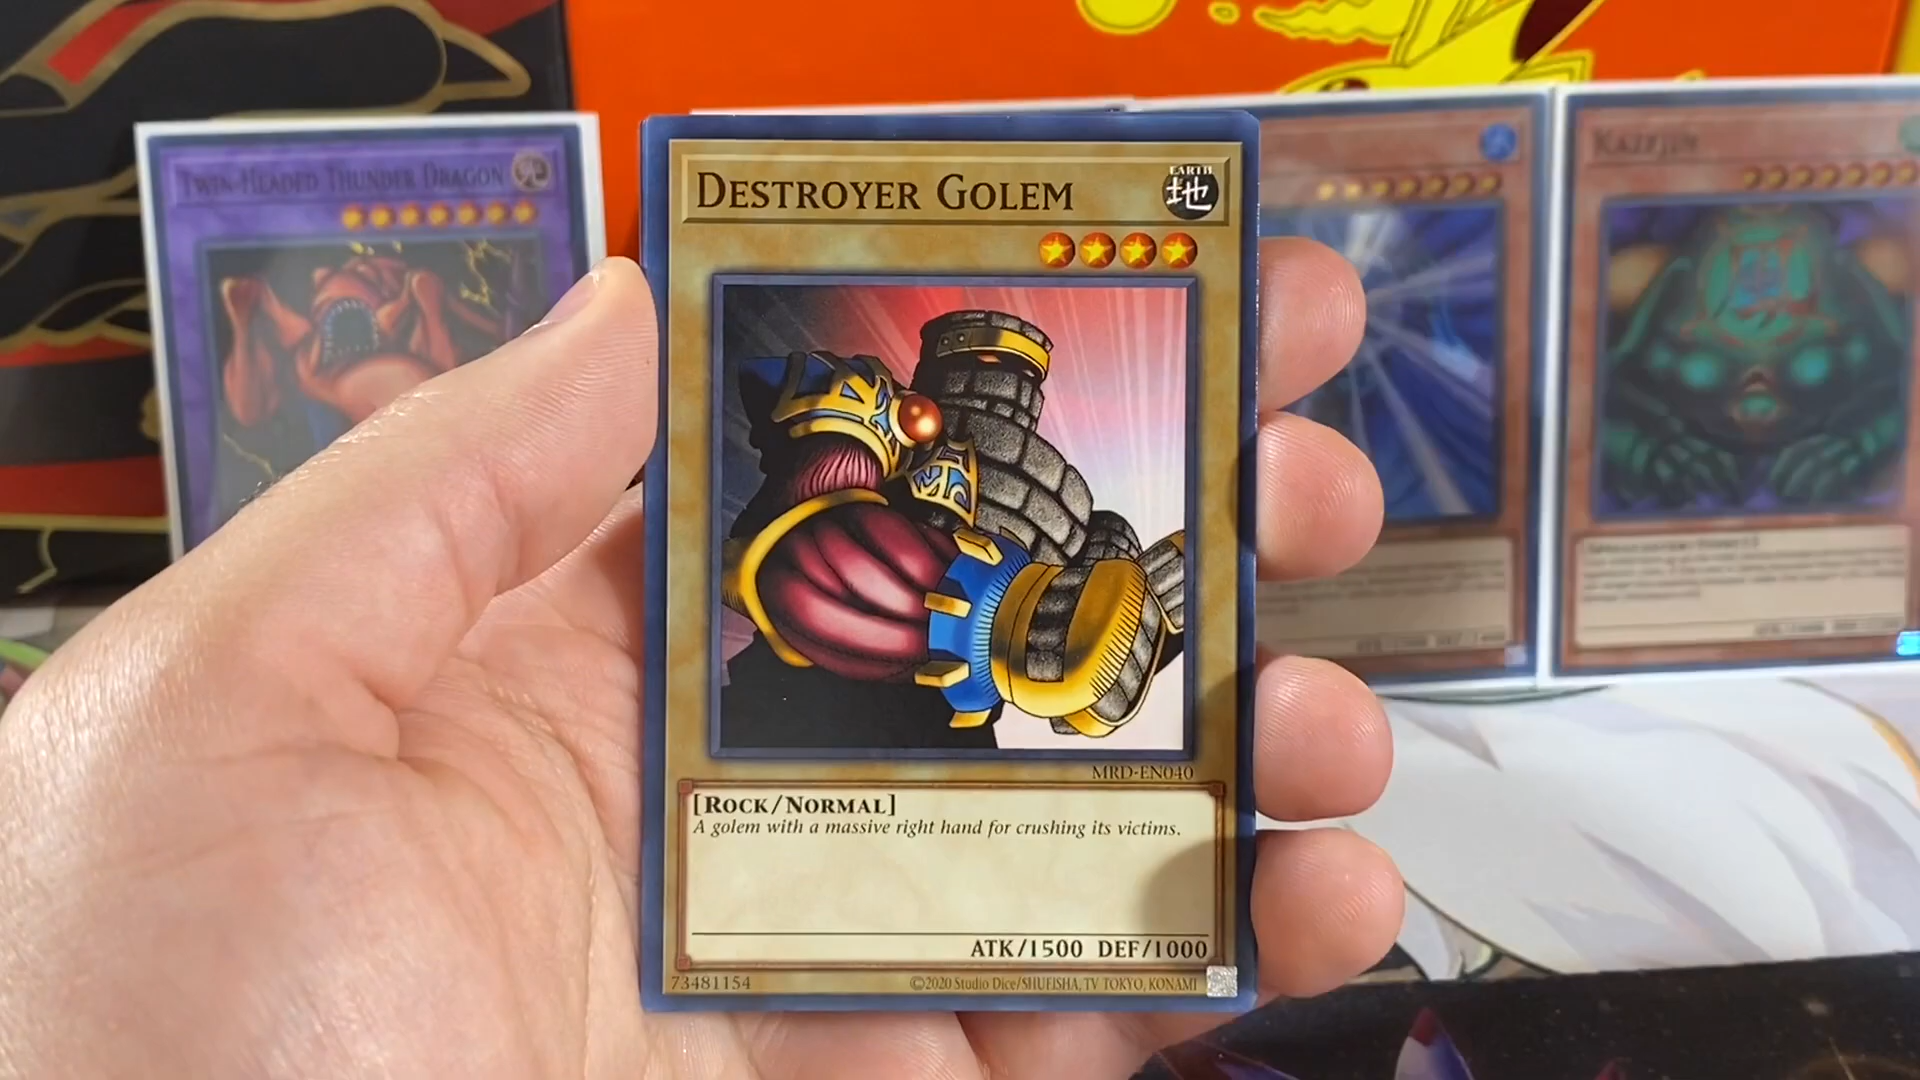 Twin-Headed Thunder Dragon
Destroyer Golem
EARTH
地
Kazejin
MRD-EN040
[Rock/Normal]
A golem with a massive right hand for crushing its victims.
ATK/1500 DEF/1000
73481154
©2020 Studio Dice/SHUEISHA, TV TOKYO, KONAMI